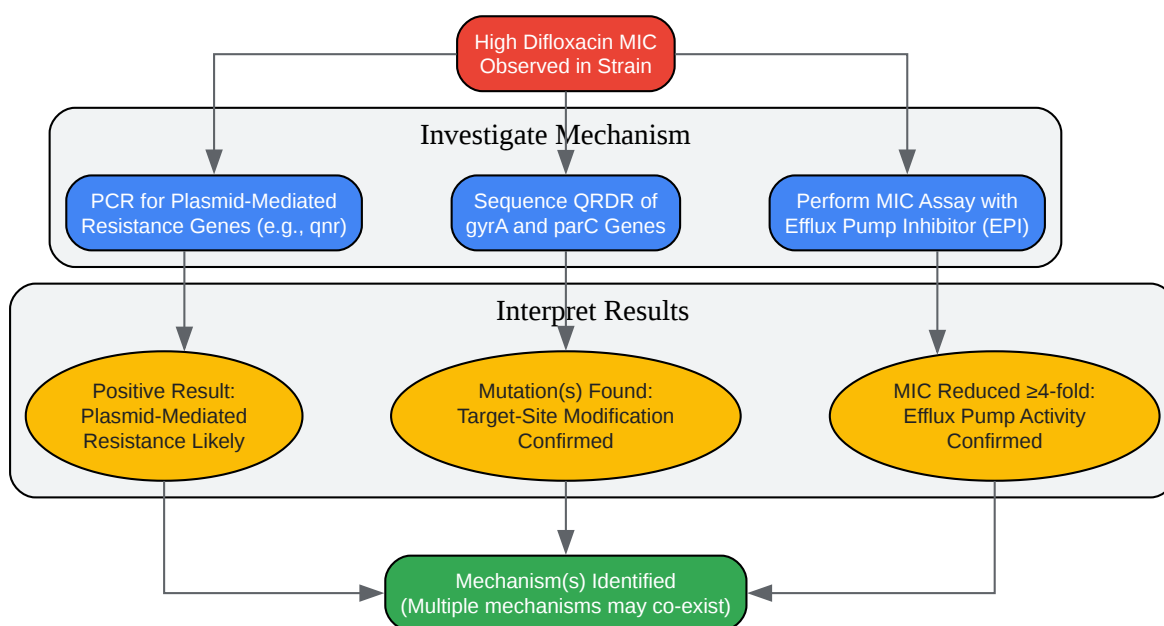 High Difloxacin MIC
Observed in Strain
Investigate Mechanism
PCR for Plasmid-Mediated
Resistance Genes (e.g., qnr)
Sequence QRDR of
gyrA and parC Genes
Perform MIC Assay with
Efflux Pump Inhibitor (EPI)
Interpret Results
Positive Result:
Plasmid-Mediated
Resistance Likely
Mutation(s) Found:
Target-Site Modification
Confirmed
MIC Reduced ≥4-fold:
Efflux Pump Activity
Confirmed
Mechanism(s) Identified
(Multiple mechanisms may co-exist)